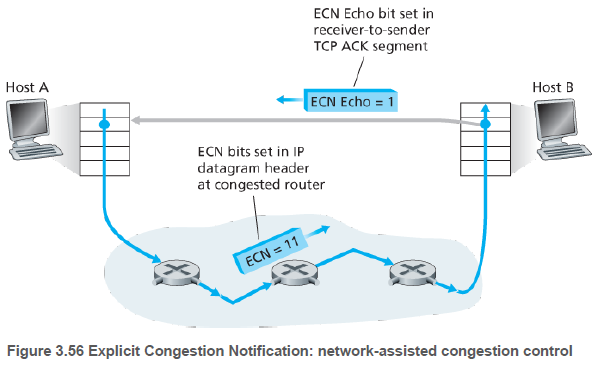 ECN Echo bit set in
receiver-to-sender
TCP ACK segment
Host A
ECN Echo = 1
Host B
ECN bits set in IP
datagram header
at congested router
ECN = 11
Figure 3.56 Explicit Congestion Notification: network-assisted congestion control